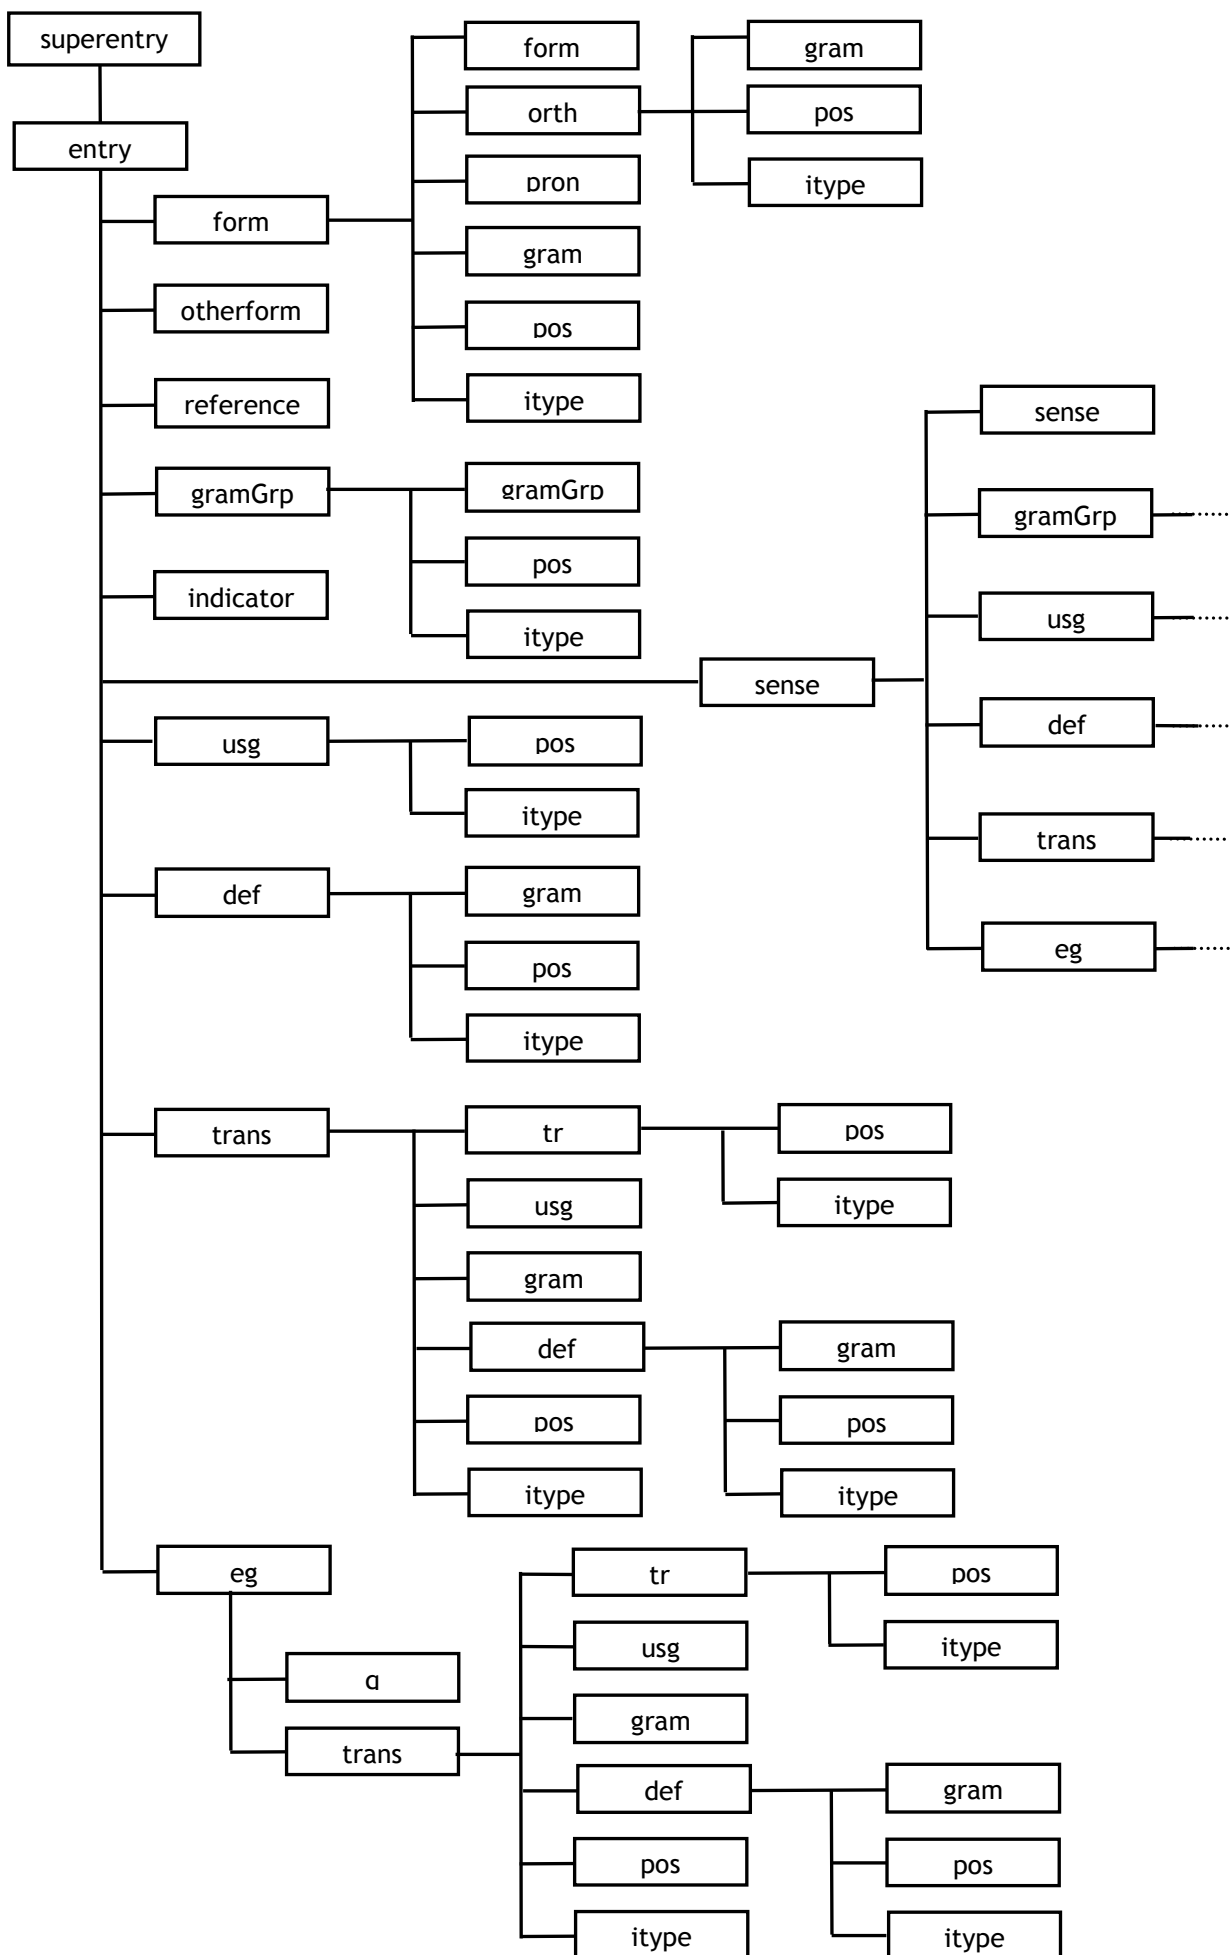 superentry
entry
form
form
orth
gram
pos
itype
pron
gram
pos
itype
otherform
reference
gramGrp
gramGrp
pos
itype
indicator
sense
sense
gramGrp
usg
def
trans
eg
usg
pos
itype
def
gram
pos
itype
trans
tr
pos
itype
usg
gram
def
gram
pos
itype
pos
itype
eg
q
trans
tr
pos
itype
usg
gram
def
gram
pos
itype
pos
itype